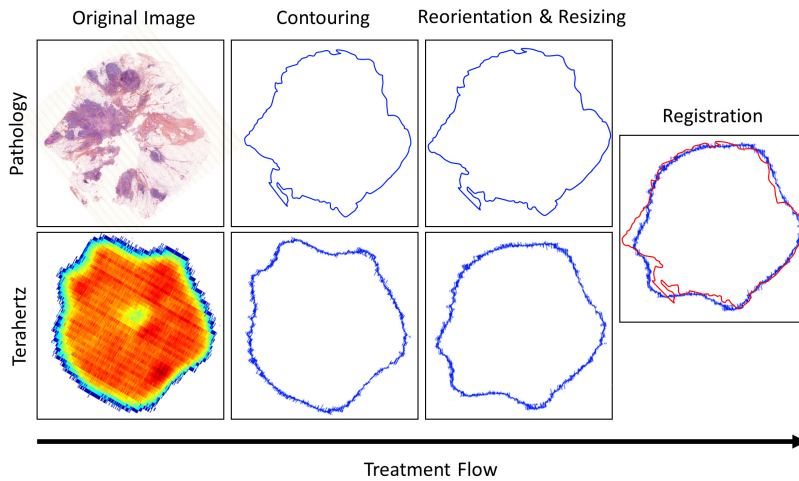 Original Image
Contouring
Reorientation & Resizing
Registration
Pathology
Terahertz
Treatment Flow